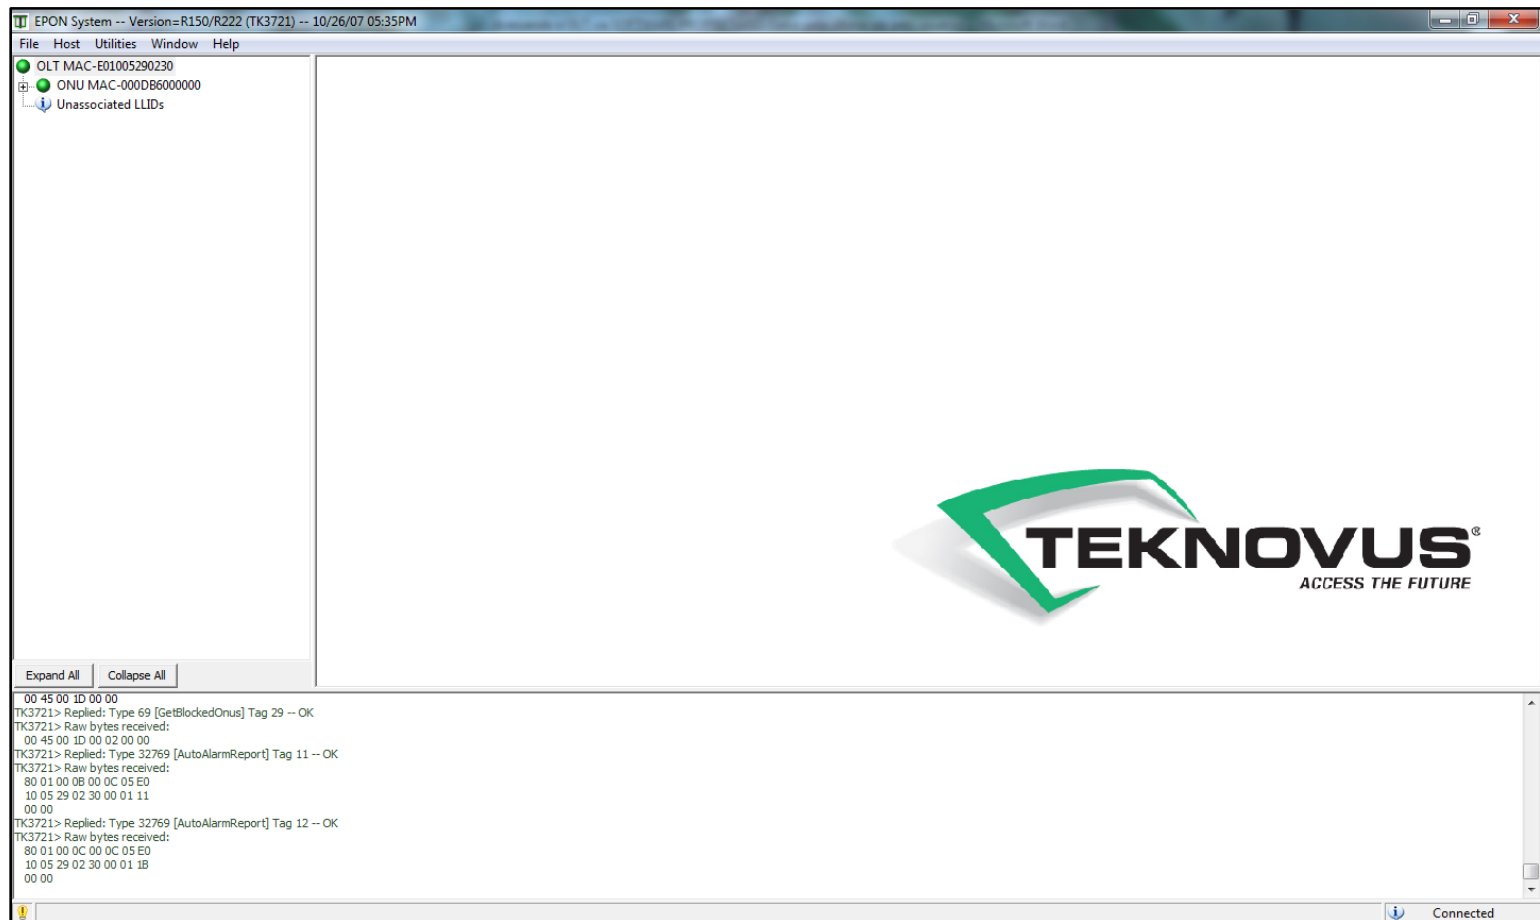 EPON System -- Version=R150/R222 (TK3721) -- 10/26/07 05:35PM
File Host Utilities Window Help
OLT MAC-E01005290230
ONU MAC-000DB6000000
Unassociated LLIDs
TEKNOVUS®
ACCESS THE FUTURE
Expand All Collapse All
00 45 00 1D 00 00
TK3721> Replied: Type 69 [GetBlockedOnus] Tag 29 -- OK
TK3721> Raw bytes received:
00 45 00 1D 00 02 00 00
TK3721> Replied: Type 32769 [AutoAlarmReport] Tag 11 -- OK
TK3721> Raw bytes received:
80 01 00 0B 00 0C 05 E0
10 05 29 02 30 00 01 11
00 00
TK3721> Replied: Type 32769 [AutoAlarmReport] Tag 12 -- OK
TK3721> Raw bytes received:
80 01 00 0C 00 0C 05 E0
10 05 29 02 30 00 01 1B
00 00
Connected